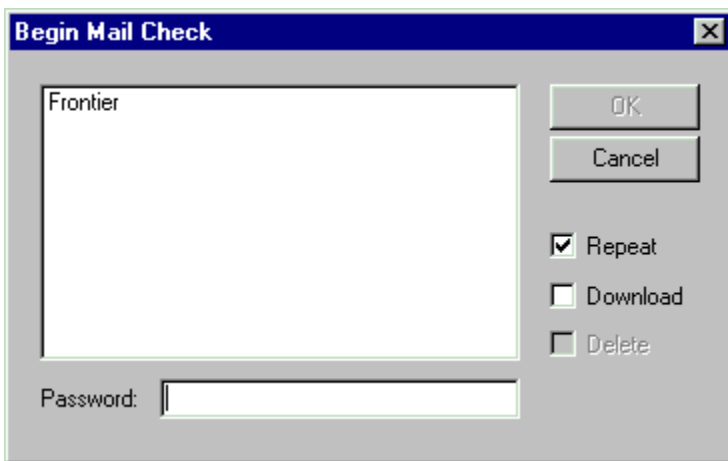 Begin Mail Check
Frontier
OK
Cancel
Repeat
Download
Delete
Password: